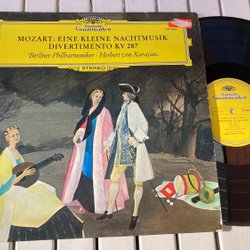 Deutsche
Grammophon
MOZART: EINE KLEINE NACHTMUSIK
DIVERTIMENTO KV 287
Berliner Philharmoniker · Herbert von Karajan
STEREO